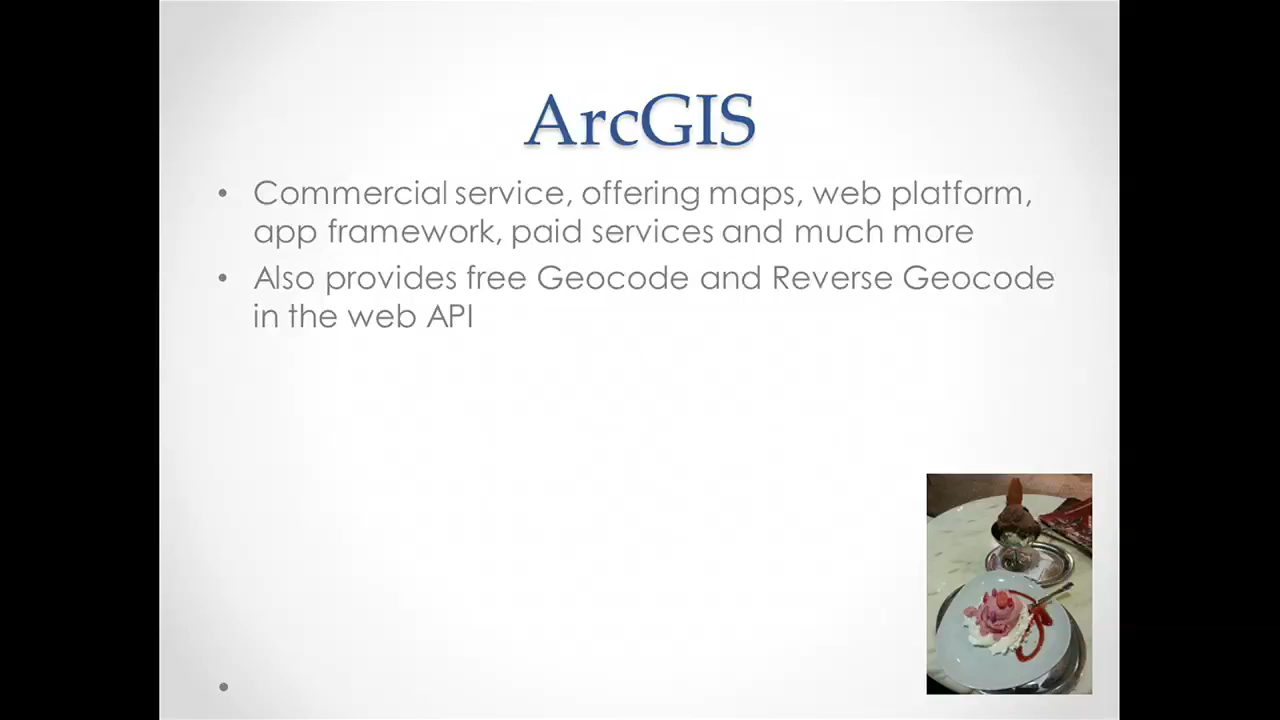 ArcGIS
• Commercial service, offering maps, web platform,
app framework, paid services and much more
• Also provides free Geocode and Reverse Geocode
in the web API
•